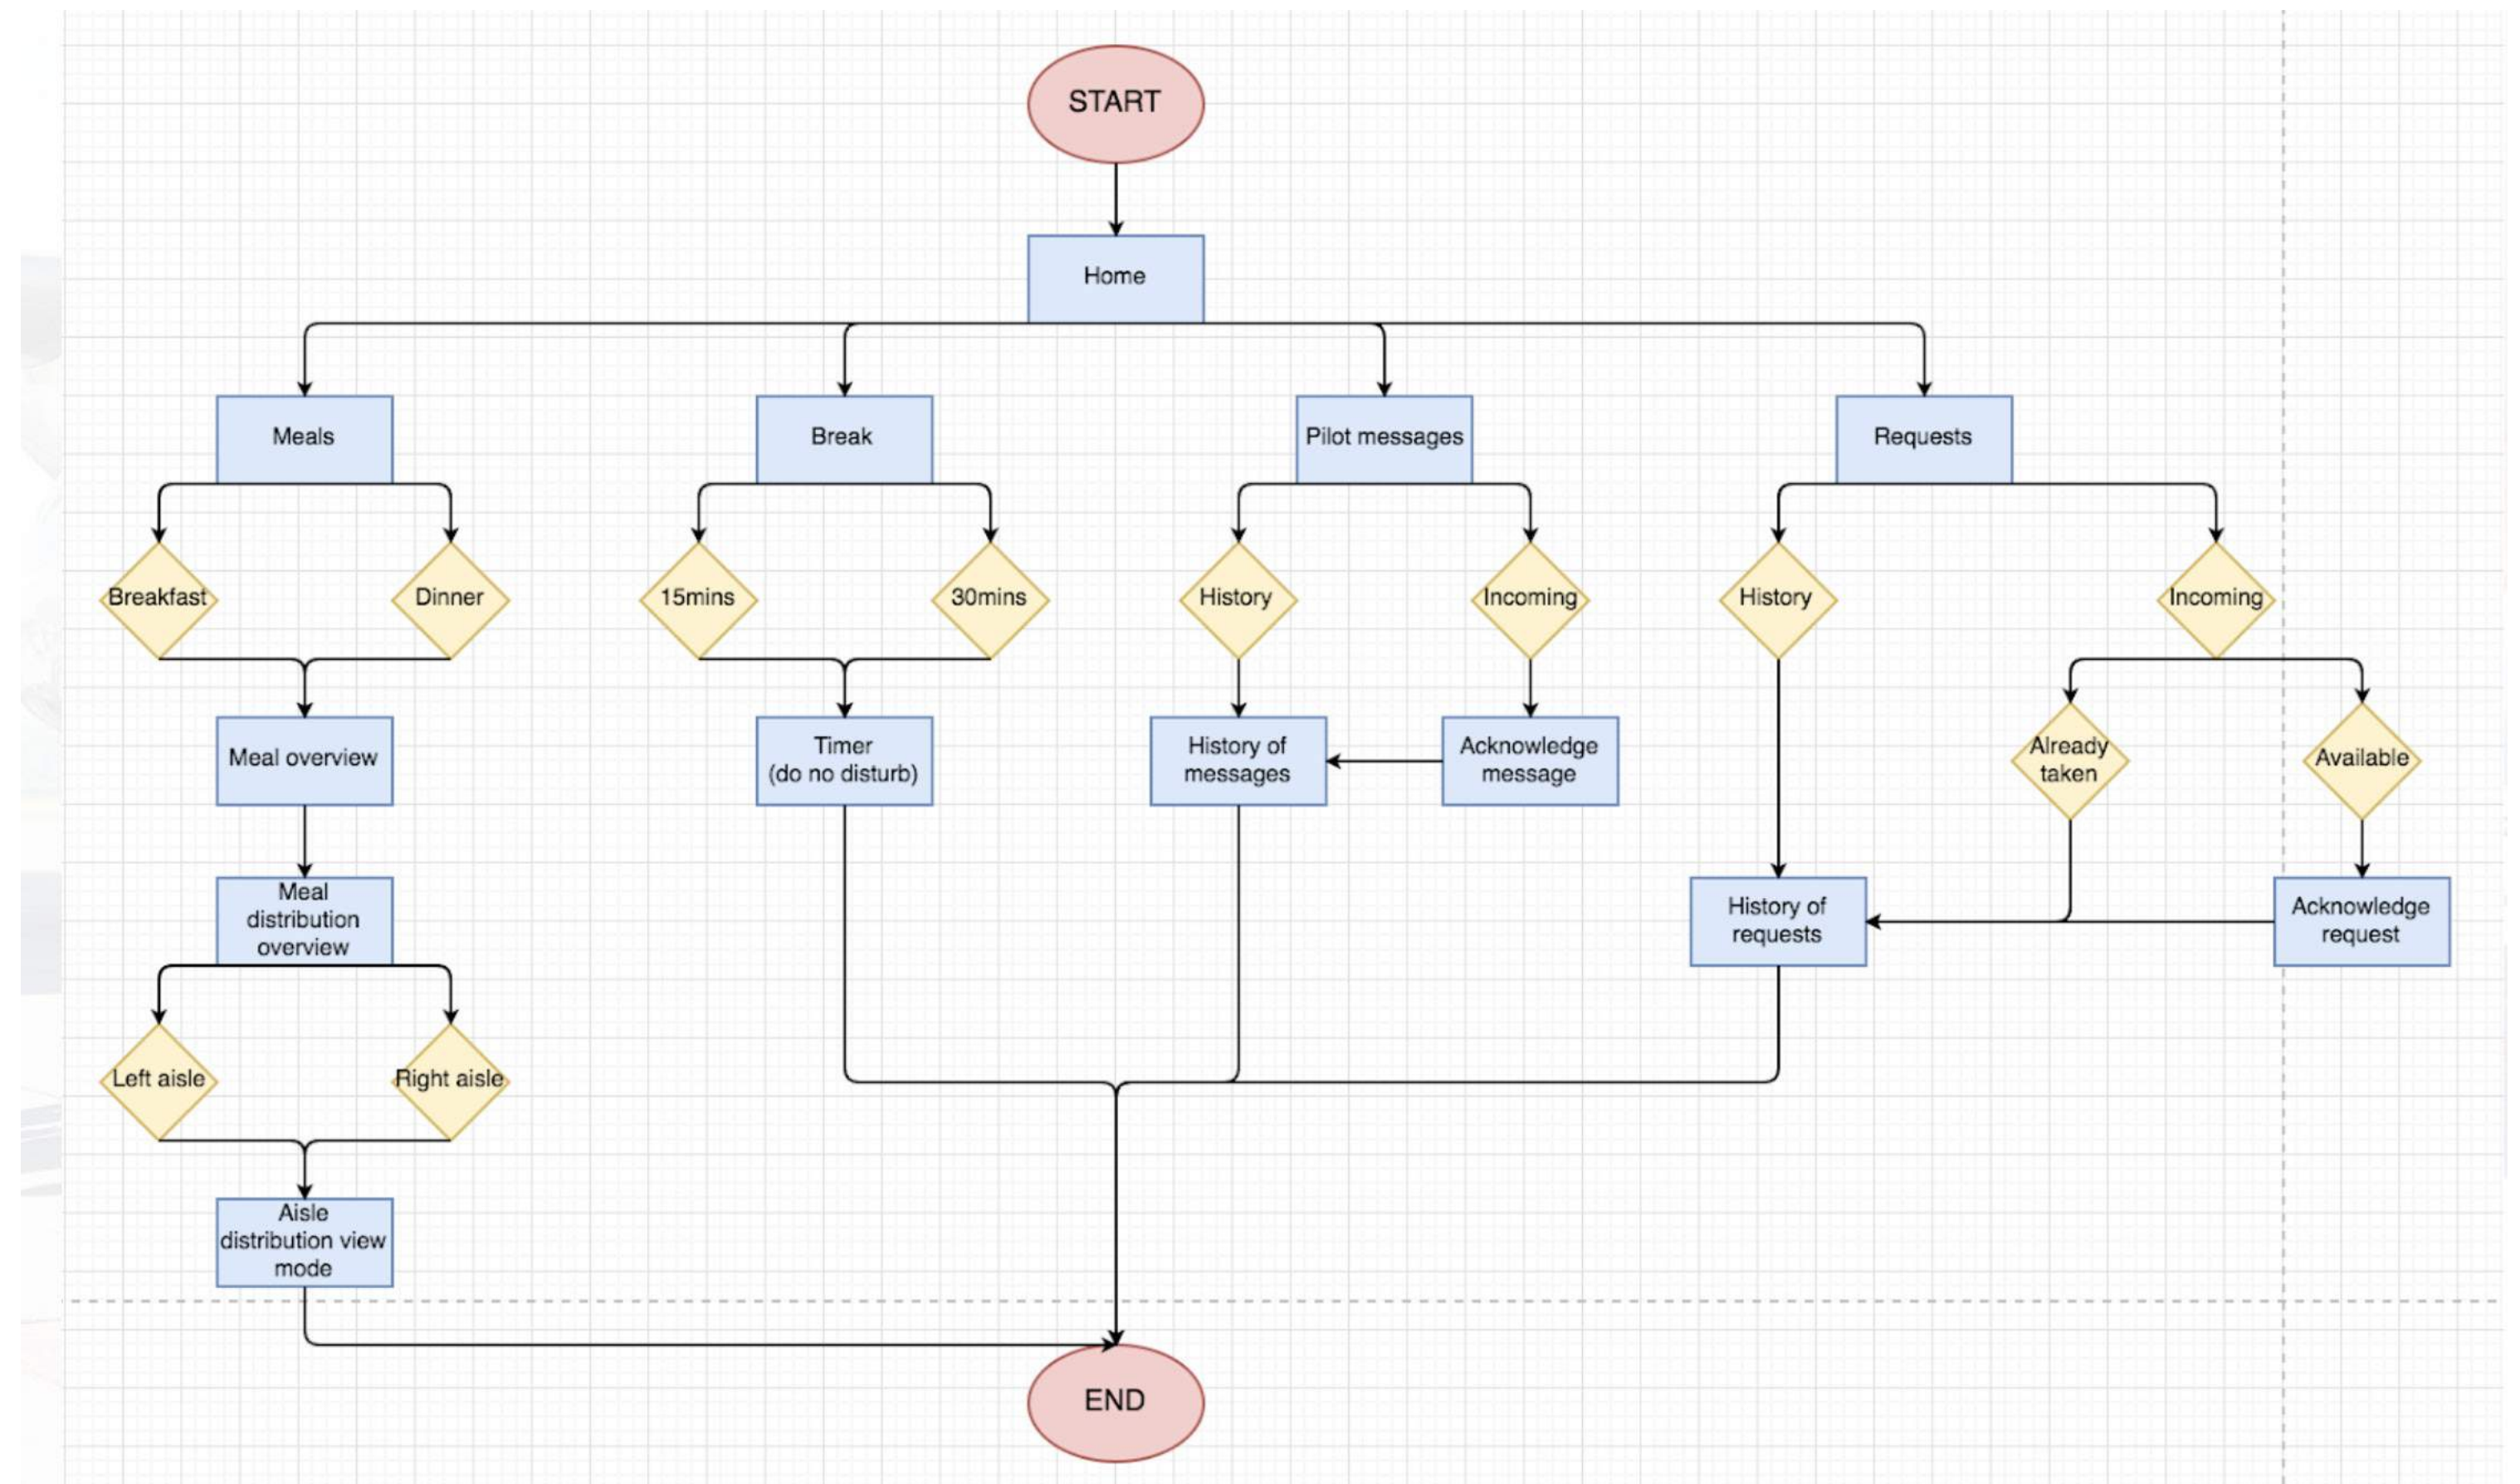 START
Home
Meals
Break
Pilot messages
Requests
Breakfast
Dinner
15mins
30mins
History
Incoming
History
Incoming
Meal overview
Timer
(do no disturb)
History of
messages
Acknowledge
message
Already
taken
Available
Meal
distribution
overview
History of
requests
Acknowledge
request
Left aisle
Right aisle
Aisle
distribution view
mode
END